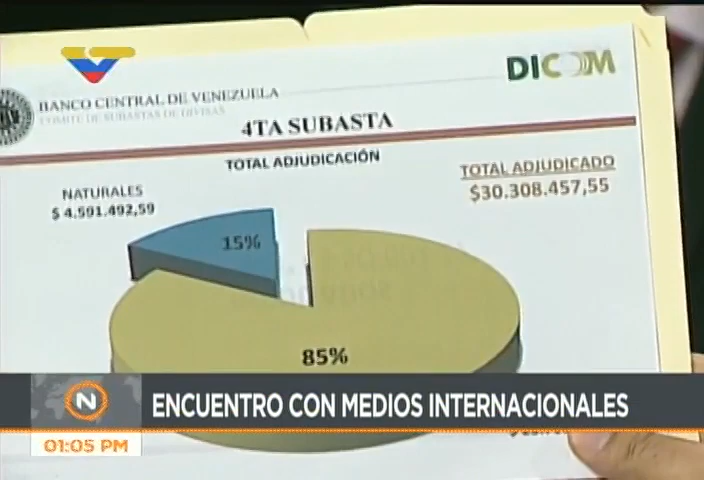 DICOM
BANCO CENTRAL DE VENEZUELA
COMITÉ DE SUBASTAS DE DIVISAS
4TA SUBASTA
TOTAL ADJUDICACIÓN
NATURALES
$ 4.591.492,59
TOTAL ADJUDICADO
$30.308.457,55
15%
85%
N
ENCUENTRO CON MEDIOS INTERNACIONALES
01:05 PM